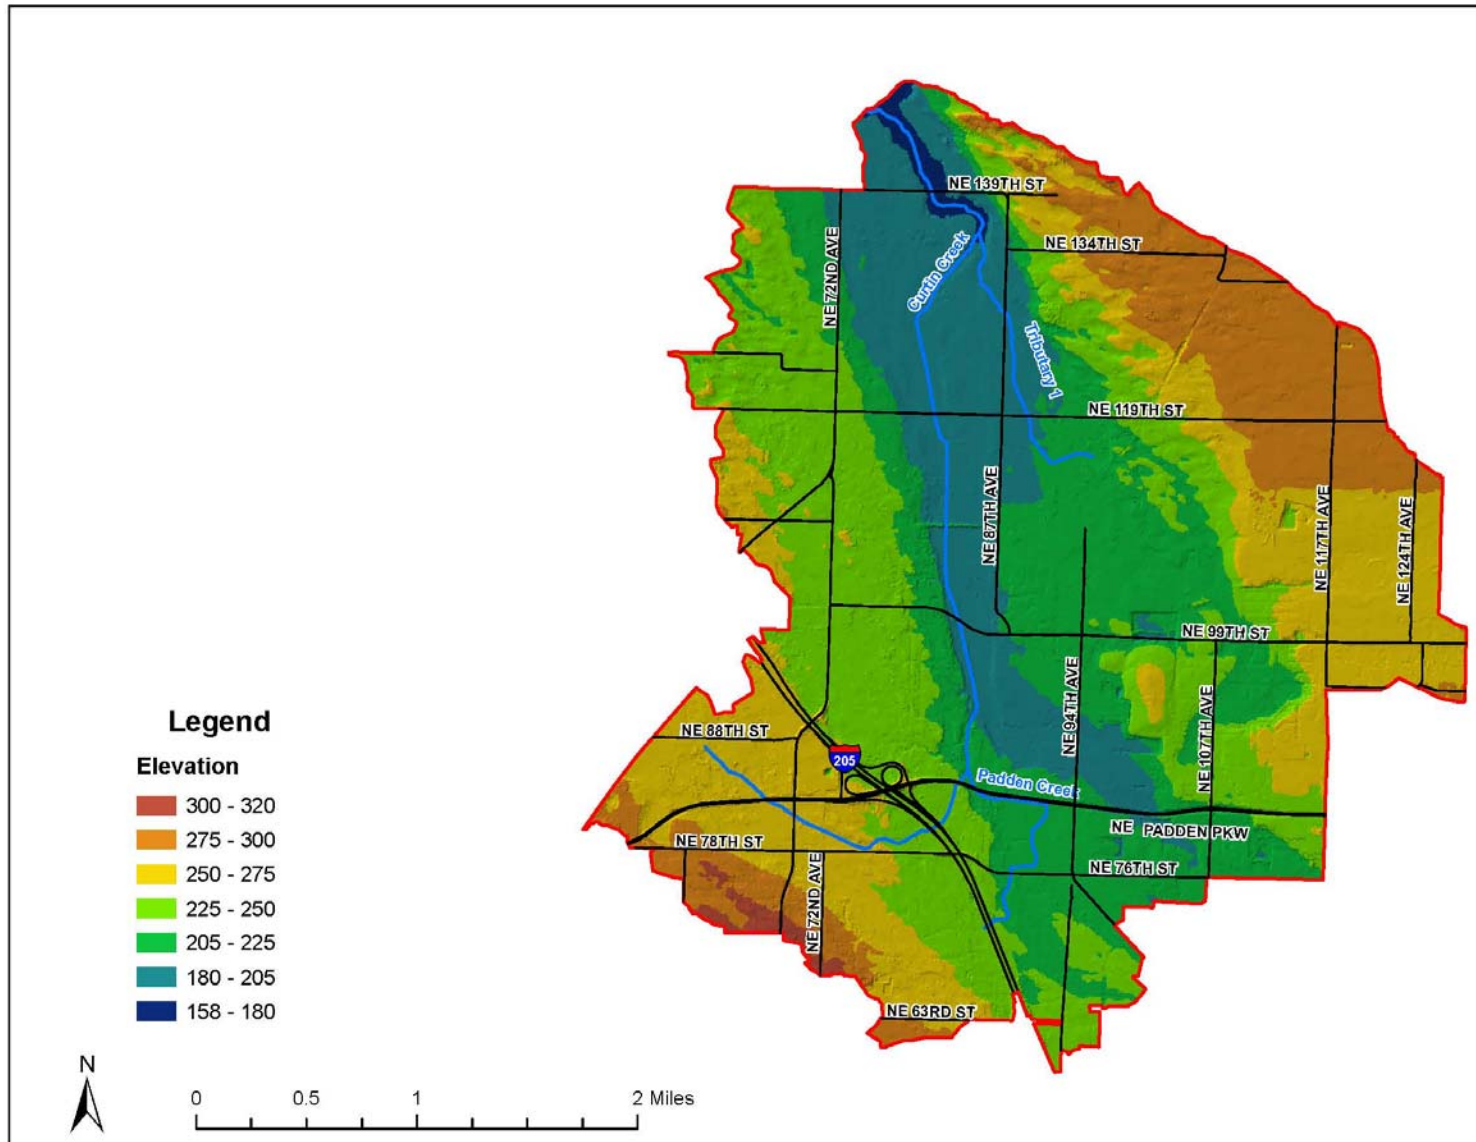 NE 139TH ST
NE 134TH ST
NE 72ND AVE
Curtin Creek
Tributary 1
NE 119TH ST
NE 87TH AVE
NE 117TH AVE
NE 124TH AVE
NE 99TH ST
NE 94TH AVE
NE 107TH AVE
NE 88TH ST
205
Padden Creek
NE PADDEN PKW
NE 78TH ST
NE 76TH ST
NE 72ND AVE
NE 63RD ST
Legend
Elevation
300 - 320
275 - 300
250 - 275
225 - 250
205 - 225
180 - 205
158 - 180
N
0 0.5 1 2 Miles